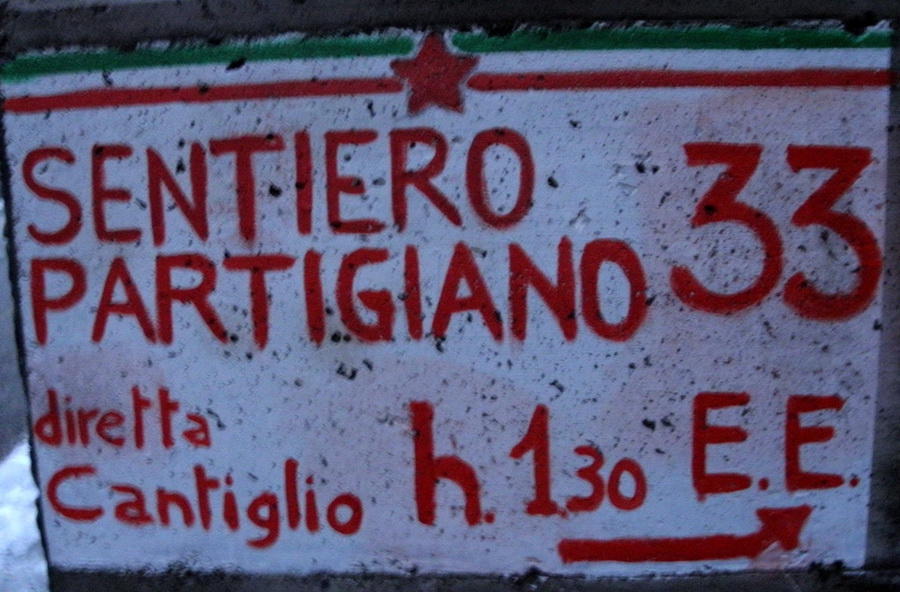 SENTIERO 33
PARTIGIANO
diretta
Cantiglio h. 1.30 E.E.